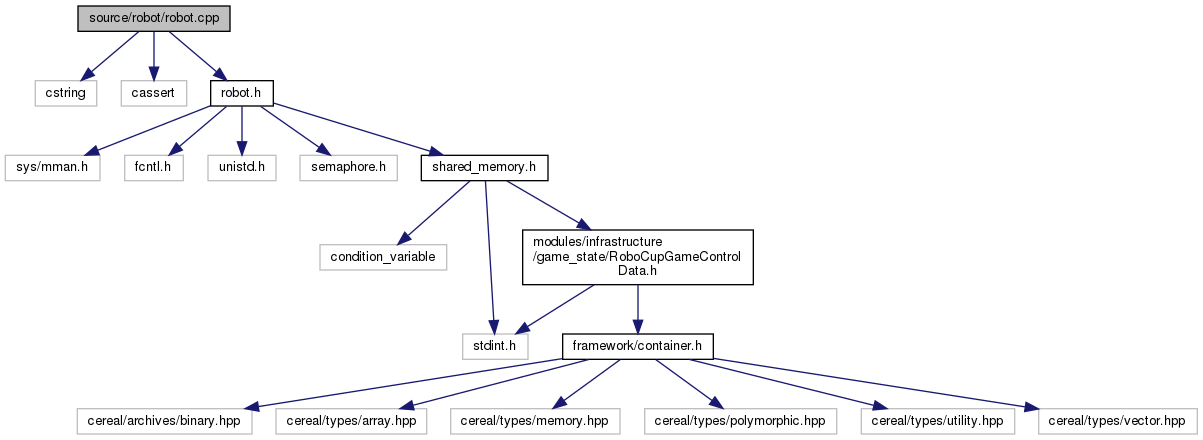 source/robot/robot.cpp
cstring
cassert
robot.h
sys/mman.h
fcntl.h
unistd.h
semaphore.h
shared_memory.h
condition_variable
modules/infrastructure
/game_state/RoboCupGameControl
Data.h
stdint.h
framework/container.h
cereal/archives/binary.hpp
cereal/types/array.hpp
cereal/types/memory.hpp
cereal/types/polymorphic.hpp
cereal/types/utility.hpp
cereal/types/vector.hpp